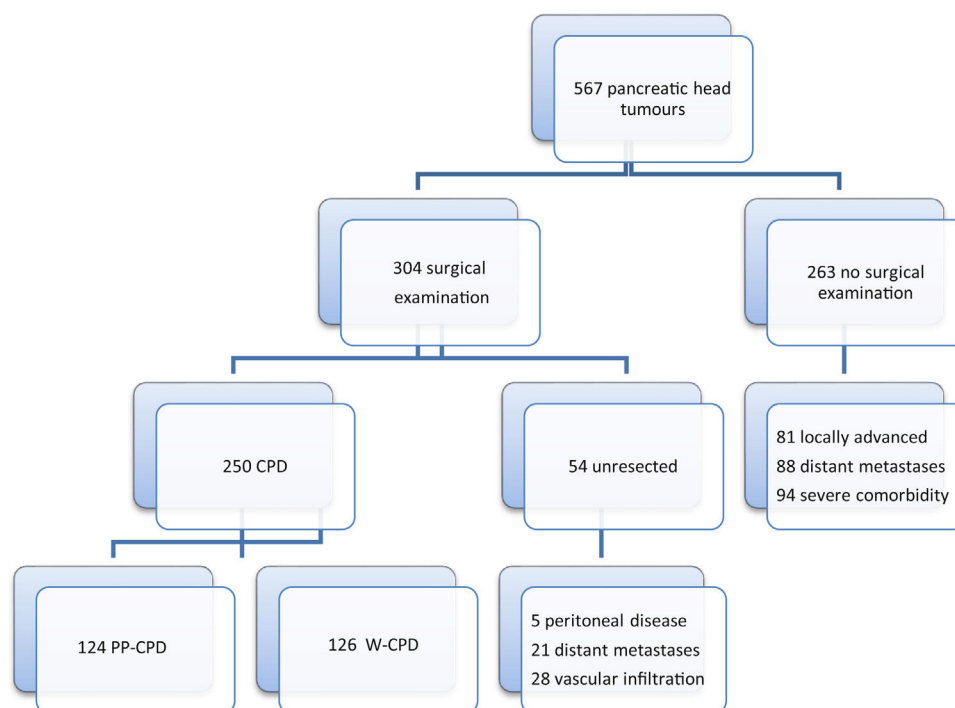 567 pancreatic head
tumours
304 surgical
examination
263 no surgical
examination
250 CPD
54 unresected
81 locally advanced
88 distant metastases
94 severe comorbidity
124 PP-CPD
126 W-CPD
5 peritoneal disease
21 distant metastases
28 vascular infiltration